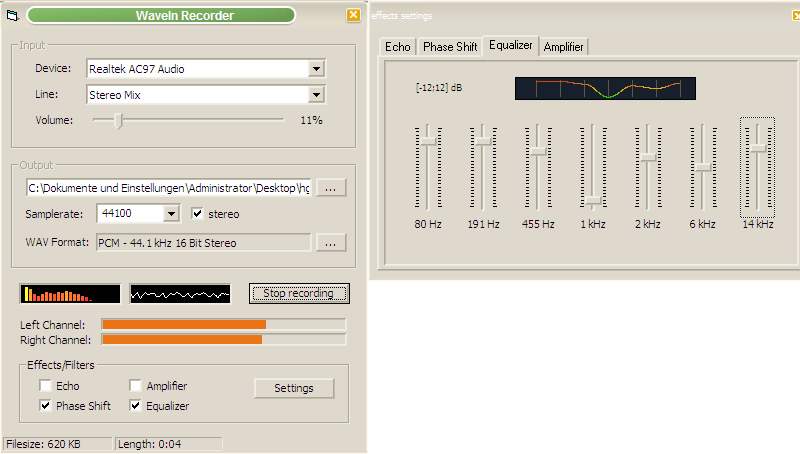 WaveIn Recorder
Input
Device: Realtek AC97 Audio
Line: Stereo Mix
Volume: 11%
Output
C:\Dokumente und Einstellungen\Administrator\Desktop\hg ...
Samplerate: 44100 stereo
WAV Format: PCM - 44.1 kHz 16 Bit Stereo ...
Stop recording
Left Channel:
Right Channel:
Effects/Filters
Echo Amplifier Settings
Phase Shift Equalizer
Filesize: 620 KB Length: 0:04
effects settings
Echo Phase Shift Equalizer Amplifier
[-12:12] dB
80 Hz 191 Hz 455 Hz 1 kHz 2 kHz 6 kHz 14 kHz